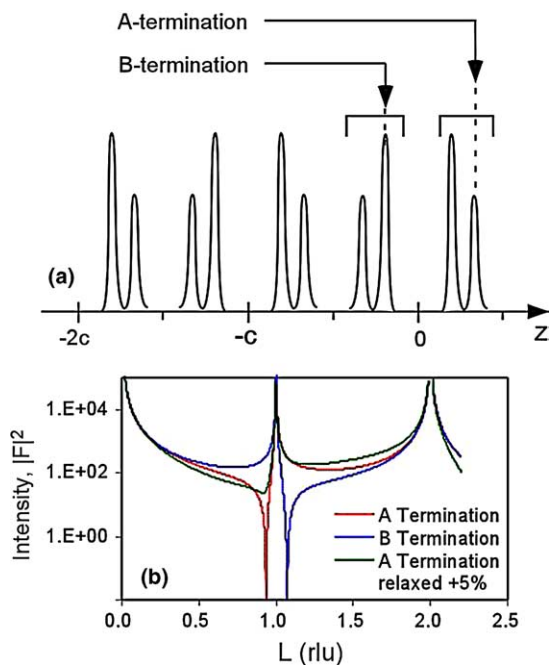 A-termination
B-termination
(a)
-2c
-c
0
z
1.E+04
1.E+02
1.E+00
Intensity, |F|²
(b)
A Termination
B Termination
A Termination
relaxed +5%
0.0
0.5
1.0
1.5
2.0
2.5
L (rlu)